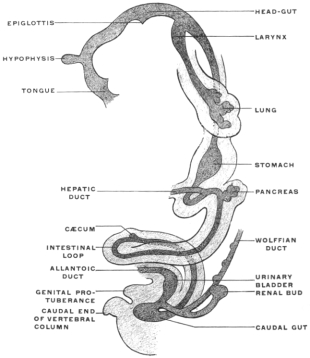 HEAD-GUT
EPIGLOTTIS
LARYNX
HYPOPHYSIS
TONGUE
LUNG
STOMACH
HEPATIC
DUCT
PANCREAS
CÆCUM
INTESTINAL
LOOP
WOLFFIAN
DUCT
ALLANTOIC
DUCT
URINARY
BLADDER
RENAL BUD
GENITAL PRO-
TUBERANCE
CAUDAL END
OF VERTEBRAL
COLUMN
CAUDAL GUT